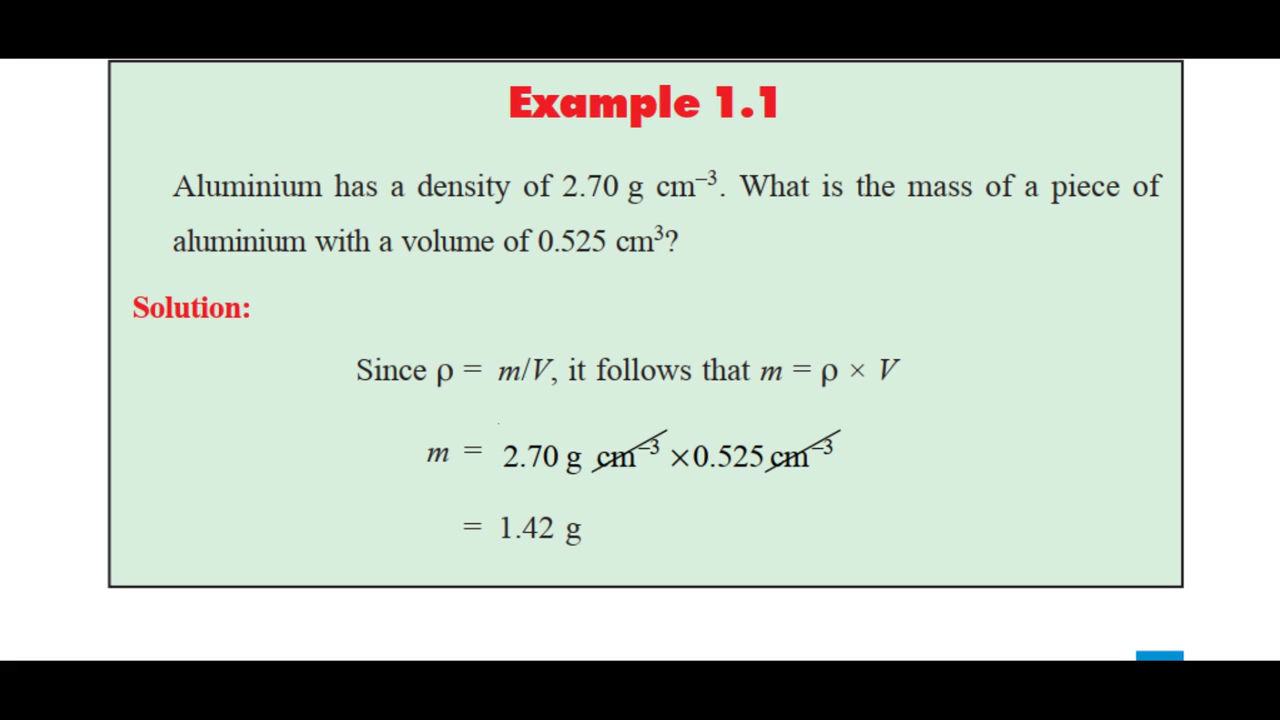 Example 1.1
Aluminium has a density of 2.70 g cm⁻³. What is the mass of a piece of
aluminium with a volume of 0.525 cm³?
Solution:
Since ρ = m/V, it follows that m = ρ × V
m = 2.70 g cm⁻³ ×0.525 cm⁻³
= 1.42 g